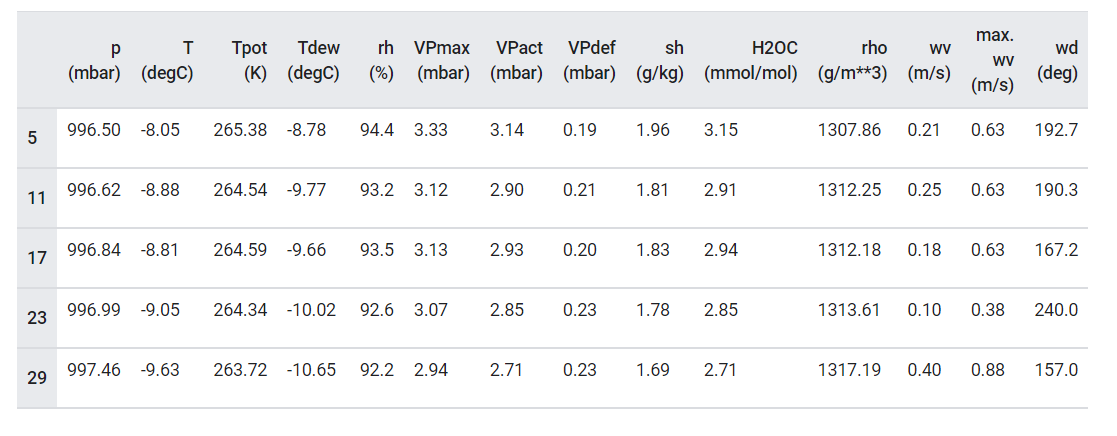 p (mbar) T (degC) Tpot (K) Tdew (degC) rh (%) VPmax (mbar) VPact (mbar) VPdef (mbar) sh (g/kg) H2OC (mmol/mol) rho (g/m**3) wv (m/s) max. wv (m/s) wd (deg)
5 996.50 -8.05 265.38 -8.78 94.4 3.33 3.14 0.19 1.96 3.15 1307.86 0.21 0.63 192.7
11 996.62 -8.88 264.54 -9.77 93.2 3.12 2.90 0.21 1.81 2.91 1312.25 0.25 0.63 190.3
17 996.84 -8.81 264.59 -9.66 93.5 3.13 2.93 0.20 1.83 2.94 1312.18 0.18 0.63 167.2
23 996.99 -9.05 264.34 -10.02 92.6 3.07 2.85 0.23 1.78 2.85 1313.61 0.10 0.38 240.0
29 997.46 -9.63 263.72 -10.65 92.2 2.94 2.71 0.23 1.69 2.71 1317.19 0.40 0.88 157.0